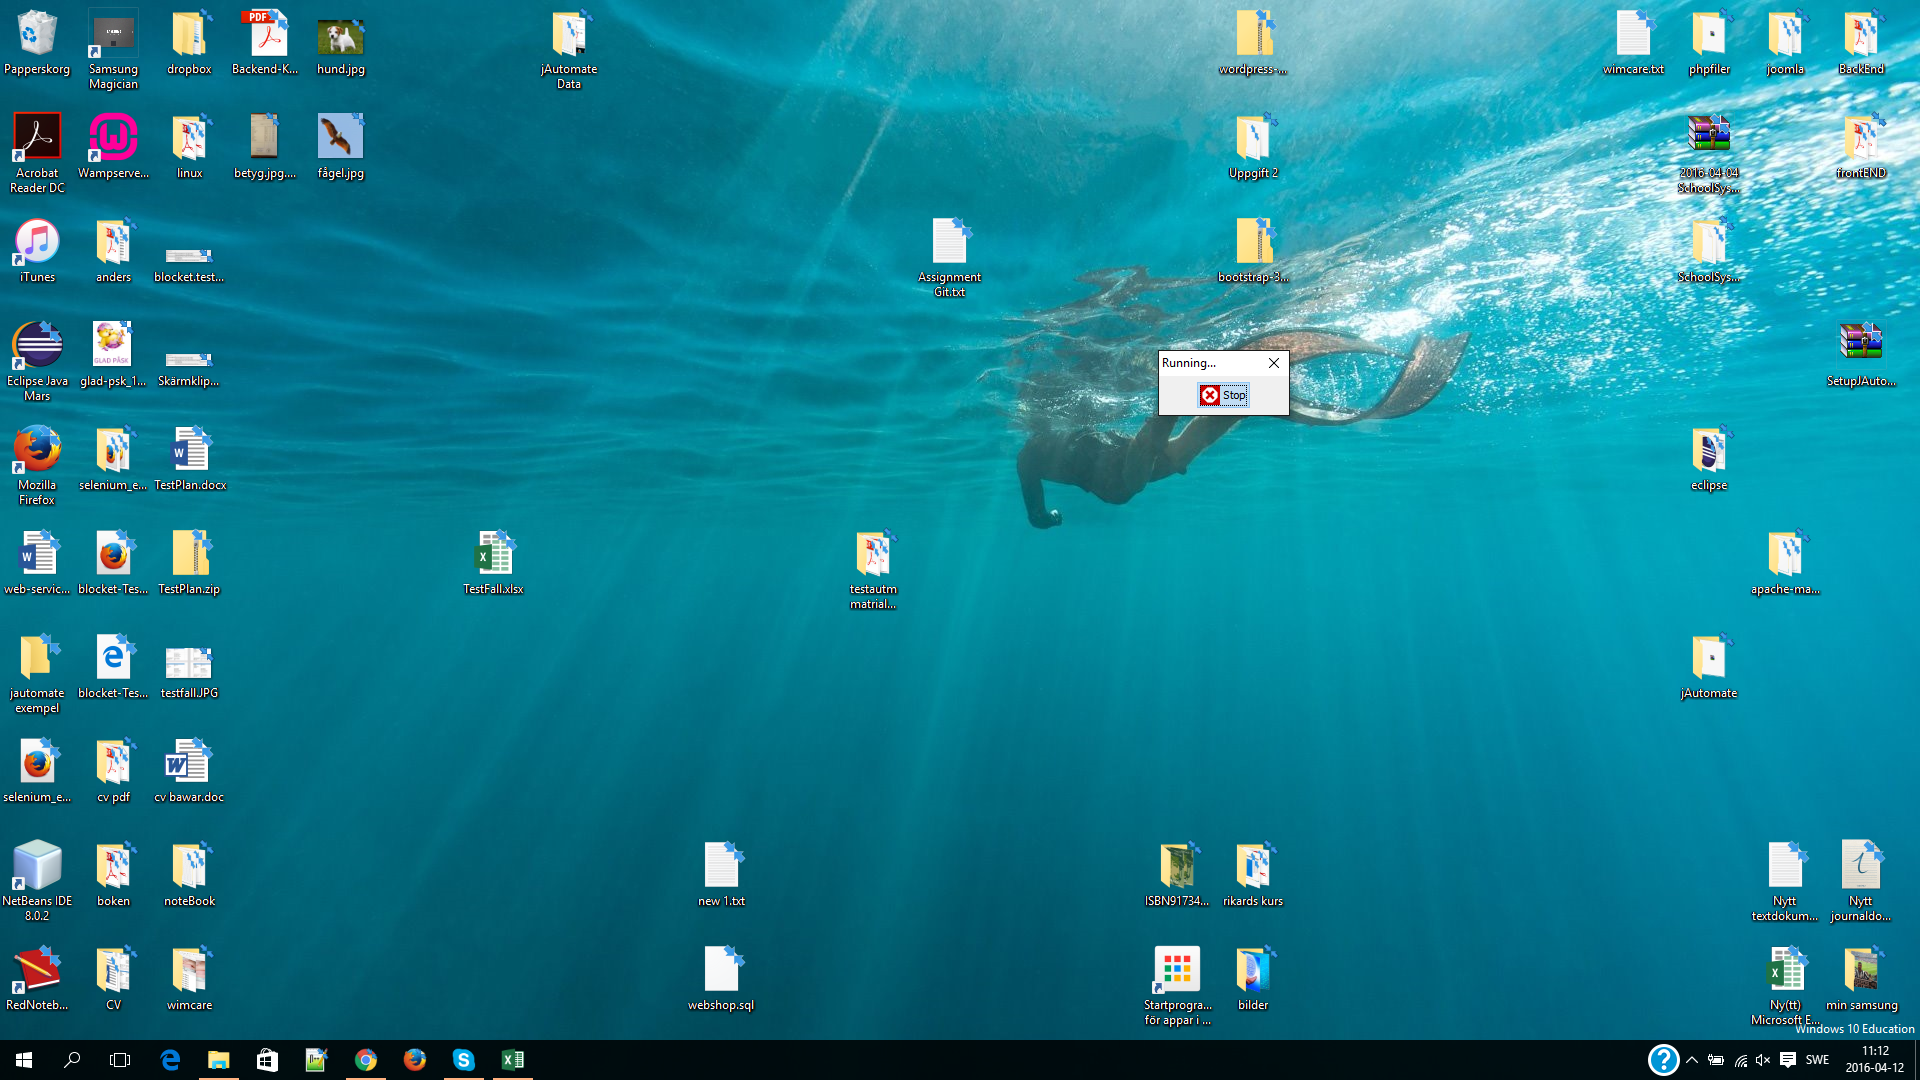 Papperskorg
Samsung
Magician
dropbox
Backend-K...
hund.jpg
jAutomate
Data
wordpress-...
wimcare.txt
phpfiler
joomla
BackEnd
Acrobat
Reader DC
Wampserve...
linux
betyg.jpg....
fågel.jpg
Uppgift 2
2016-04-04
SchoolSys...
frontEND
iTunes
anders
blocket.test...
Assignment
Git.txt
bootstrap-3...
SchoolSys...
Eclipse Java
Mars
GLAD PÅSK
glad-psk_1...
Skärmklip...
Running...
Stop
SetupJAuto...
Mozilla
Firefox
selenium_e...
TestPlan.docx
eclipse
web-servic...
blocket-Tes...
TestPlan.zip
TestFall.xlsx
testautm
matrial...
apache-ma...
jautomate
exempel
blocket-Tes...
testfall.JPG
jAutomate
selenium_e...
cv pdf
cv bawar.doc
NetBeans IDE
8.0.2
boken
noteBook
new 1.txt
ISBN91734...
rikards kurs
Nytt
textdokum...
Nytt
journaldo...
RedNoteb...
CV
wimcare
webshop.sql
Startprogra...
för appar i ...
bilder
Ny(tt)
Microsoft E...
min samsung
Windows 10 Education
SWE
11:12
2016-04-12